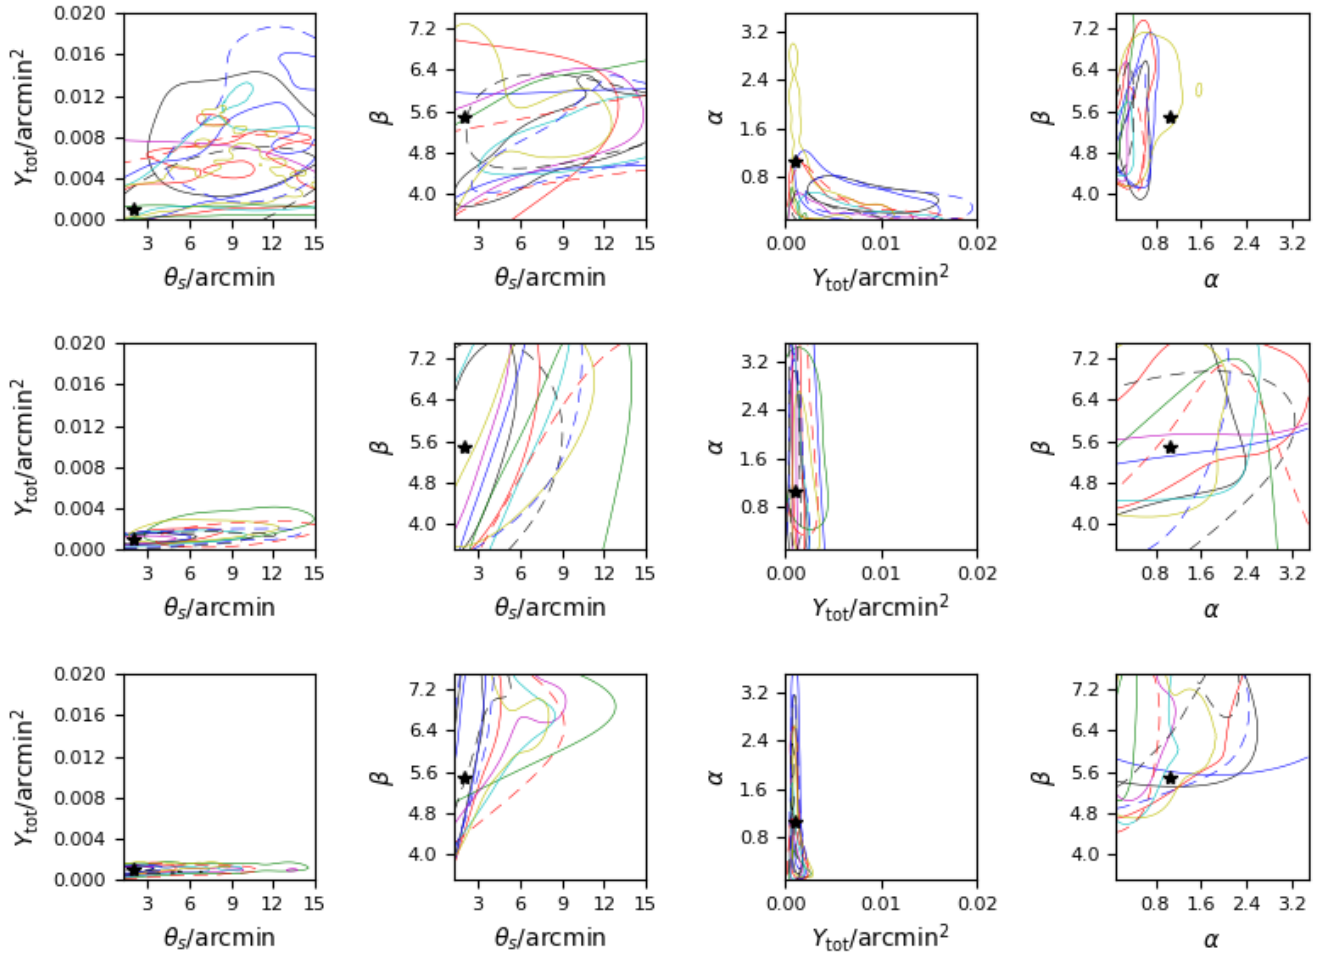 0.020 0.016 0.012 0.008 0.004 0.000 Y_tot/arcmin² 3 6 9 12 15 θ_s/arcmin
7.2 6.4 5.6 4.8 4.0 β 3 6 9 12 15 θ_s/arcmin
3.2 2.4 1.6 0.8 α 0.00 0.01 0.02 Y_tot/arcmin²
7.2 6.4 5.6 4.8 4.0 β 0.8 1.6 2.4 3.2 α
0.020 0.016 0.012 0.008 0.004 0.000 Y_tot/arcmin² 3 6 9 12 15 θ_s/arcmin
7.2 6.4 5.6 4.8 4.0 β 3 6 9 12 15 θ_s/arcmin
3.2 2.4 1.6 0.8 α 0.00 0.01 0.02 Y_tot/arcmin²
7.2 6.4 5.6 4.8 4.0 β 0.8 1.6 2.4 3.2 α
0.020 0.016 0.012 0.008 0.004 0.000 Y_tot/arcmin² 3 6 9 12 15 θ_s/arcmin
7.2 6.4 5.6 4.8 4.0 β 3 6 9 12 15 θ_s/arcmin
3.2 2.4 1.6 0.8 α 0.00 0.01 0.02 Y_tot/arcmin²
7.2 6.4 5.6 4.8 4.0 β 0.8 1.6 2.4 3.2 α